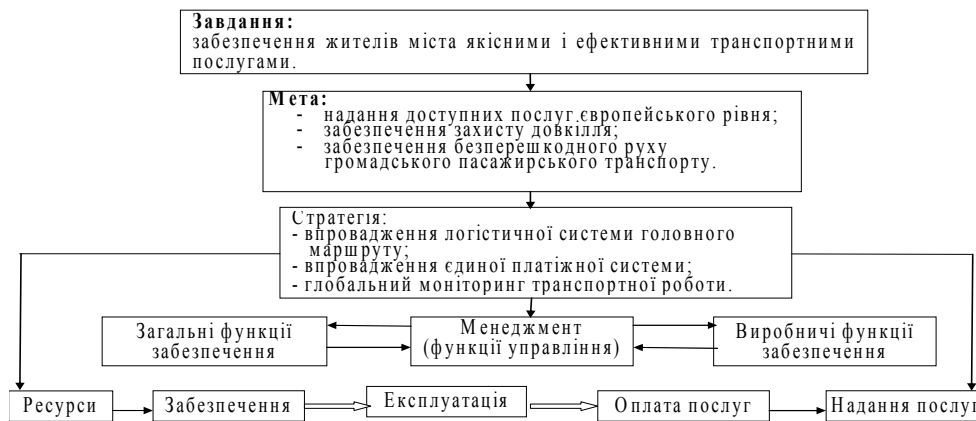 Завдання:
забезпечення жителів міста якісними і ефективними транспортними
послугами.
Мета:
- надання доступних послуг європейського рівня;
- забезпечення захисту довкілля;
- забезпечення безперешкодного руху
громадського пасажирського транспорту.
Стратегія:
- впровадження логістичної системи головного
маршруту;
- впровадження єдиної платіжної системи;
- глобальний моніторинг транспортної роботи.
Загальні функції
забезпечення
Менеджмент
(функції управління)
Виробничі функції
забезпечення
Ресурси
Забезпечення
Експлуатація
Оплата послуг
Надання послуг